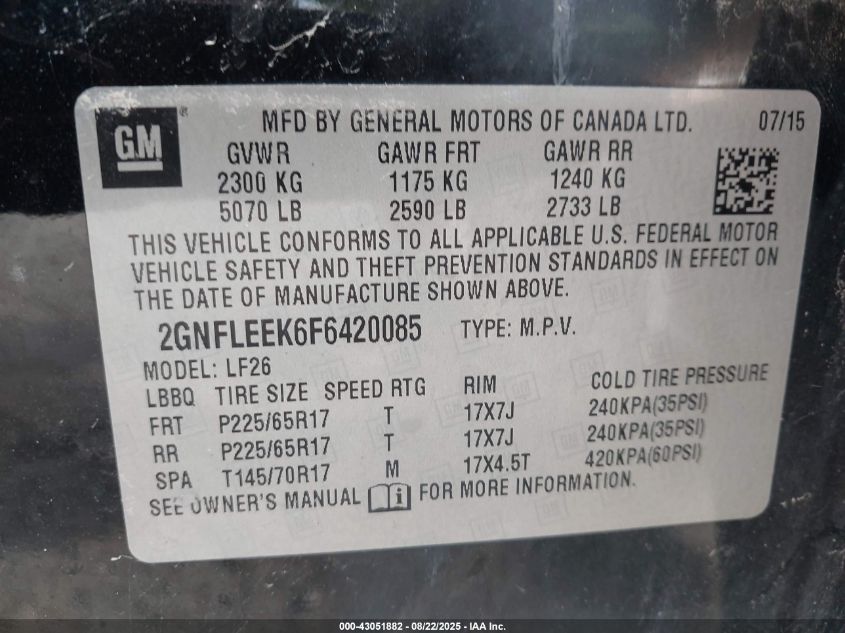 GM®
MFD BY GENERAL MOTORS OF CANADA LTD. 07/15
GVWR GAWR FRT GAWR RR
2300 KG 1175 KG 1240 KG
5070 LB 2590 LB 2733 LB
THIS VEHICLE CONFORMS TO ALL APPLICABLE U.S. FEDERAL MOTOR
VEHICLE SAFETY AND THEFT PREVENTION STANDARDS IN EFFECT ON
THE DATE OF MANUFACTURE SHOWN ABOVE.
2GNFLEEK6F6420085 TYPE: M.P.V.
MODEL: LF26
LBBQ TIRE SIZE SPEED RTG RIM COLD TIRE PRESSURE
FRT P225/65R17 T 17X7J 240KPA(35PSI)
RR P225/65R17 T 17X7J 240KPA(35PSI)
SPA T145/70R17 M 17X4.5T 420KPA(60PSI)
SEE OWNER'S MANUAL i FOR MORE INFORMATION.
000-43051882 - 08/22/2025 - IAA Inc.